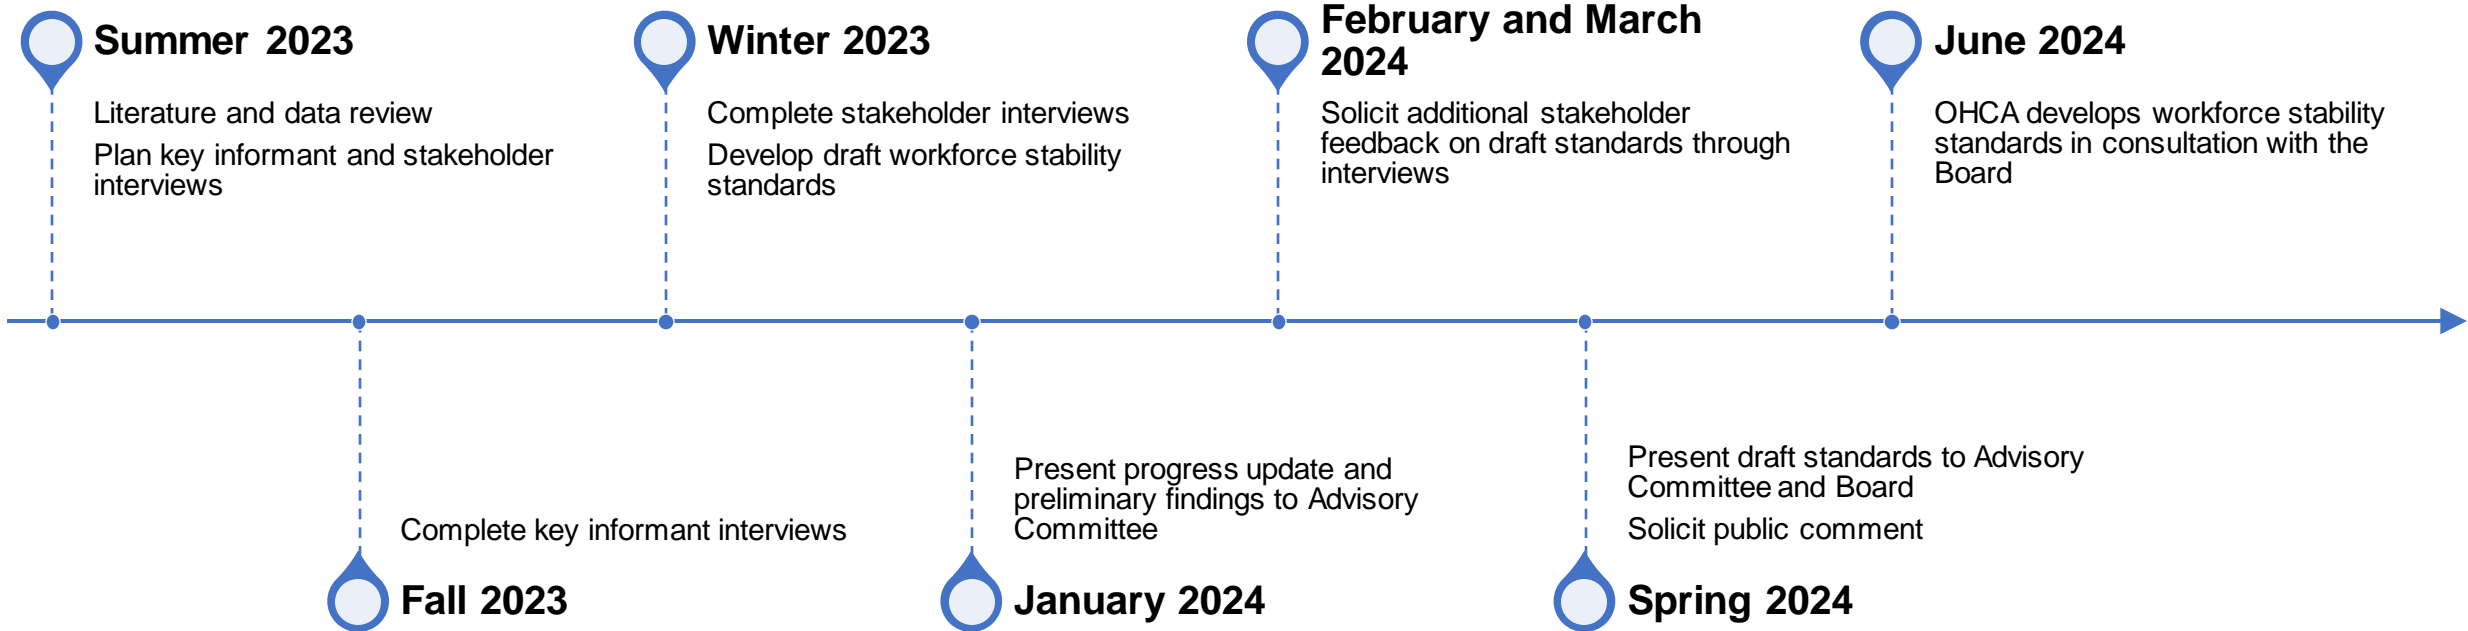 Summer 2023
Literature and data review
Plan key informant and stakeholder
interviews
Complete key informant interviews
Fall 2023
Winter 2023
Complete stakeholder interviews
Develop draft workforce stability
standards
Present progress update and
preliminary findings to Advisory
Committee
January 2024
February and March
2024
Solicit additional stakeholder
feedback on draft standards through
interviews
Present draft standards to Advisory
Committee and Board
Solicit public comment
Spring 2024
June 2024
OHCA develops workforce stability
standards in consultation with the
Board